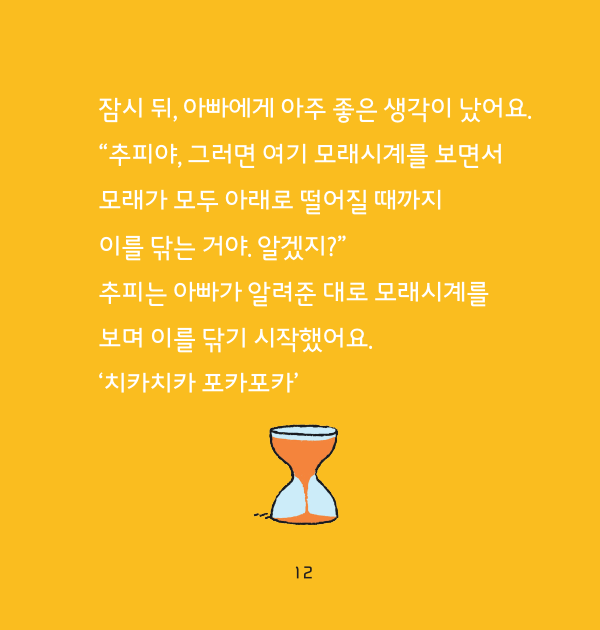 잠시 뒤, 아빠에게 아주 좋은 생각이 났어요.
“추피야, 그러면 여기 모래시계를 보면서
모래가 모두 아래로 떨어질 때까지
이를 닦는 거야. 알겠지?”
추피는 아빠가 알려준 대로 모래시계를
보며 이를 닦기 시작했어요.
‘치카치카 포카포카’
12